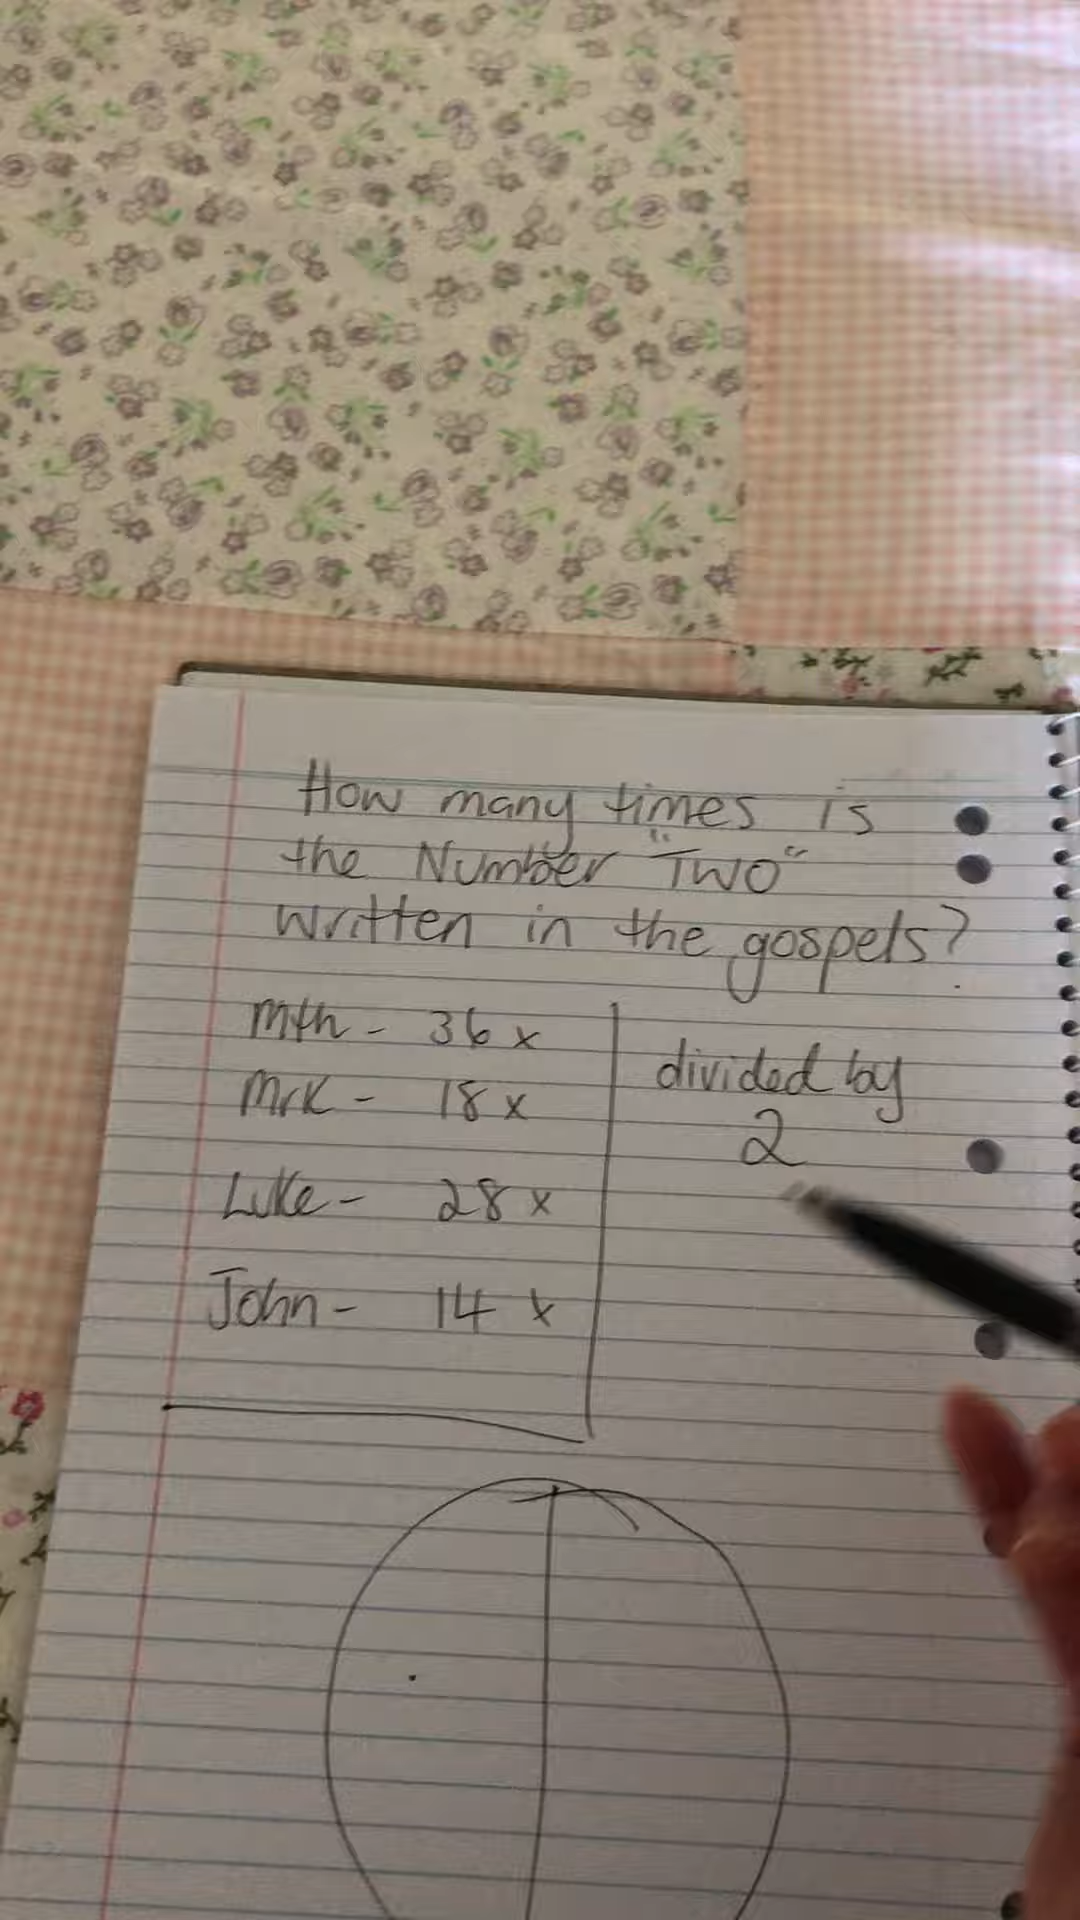 How many times is
the Number "Two"
written in the gospels?
Mth - 36 x
Mrk - 18 x
Luke - 28 x
John - 14 x
divided by
2